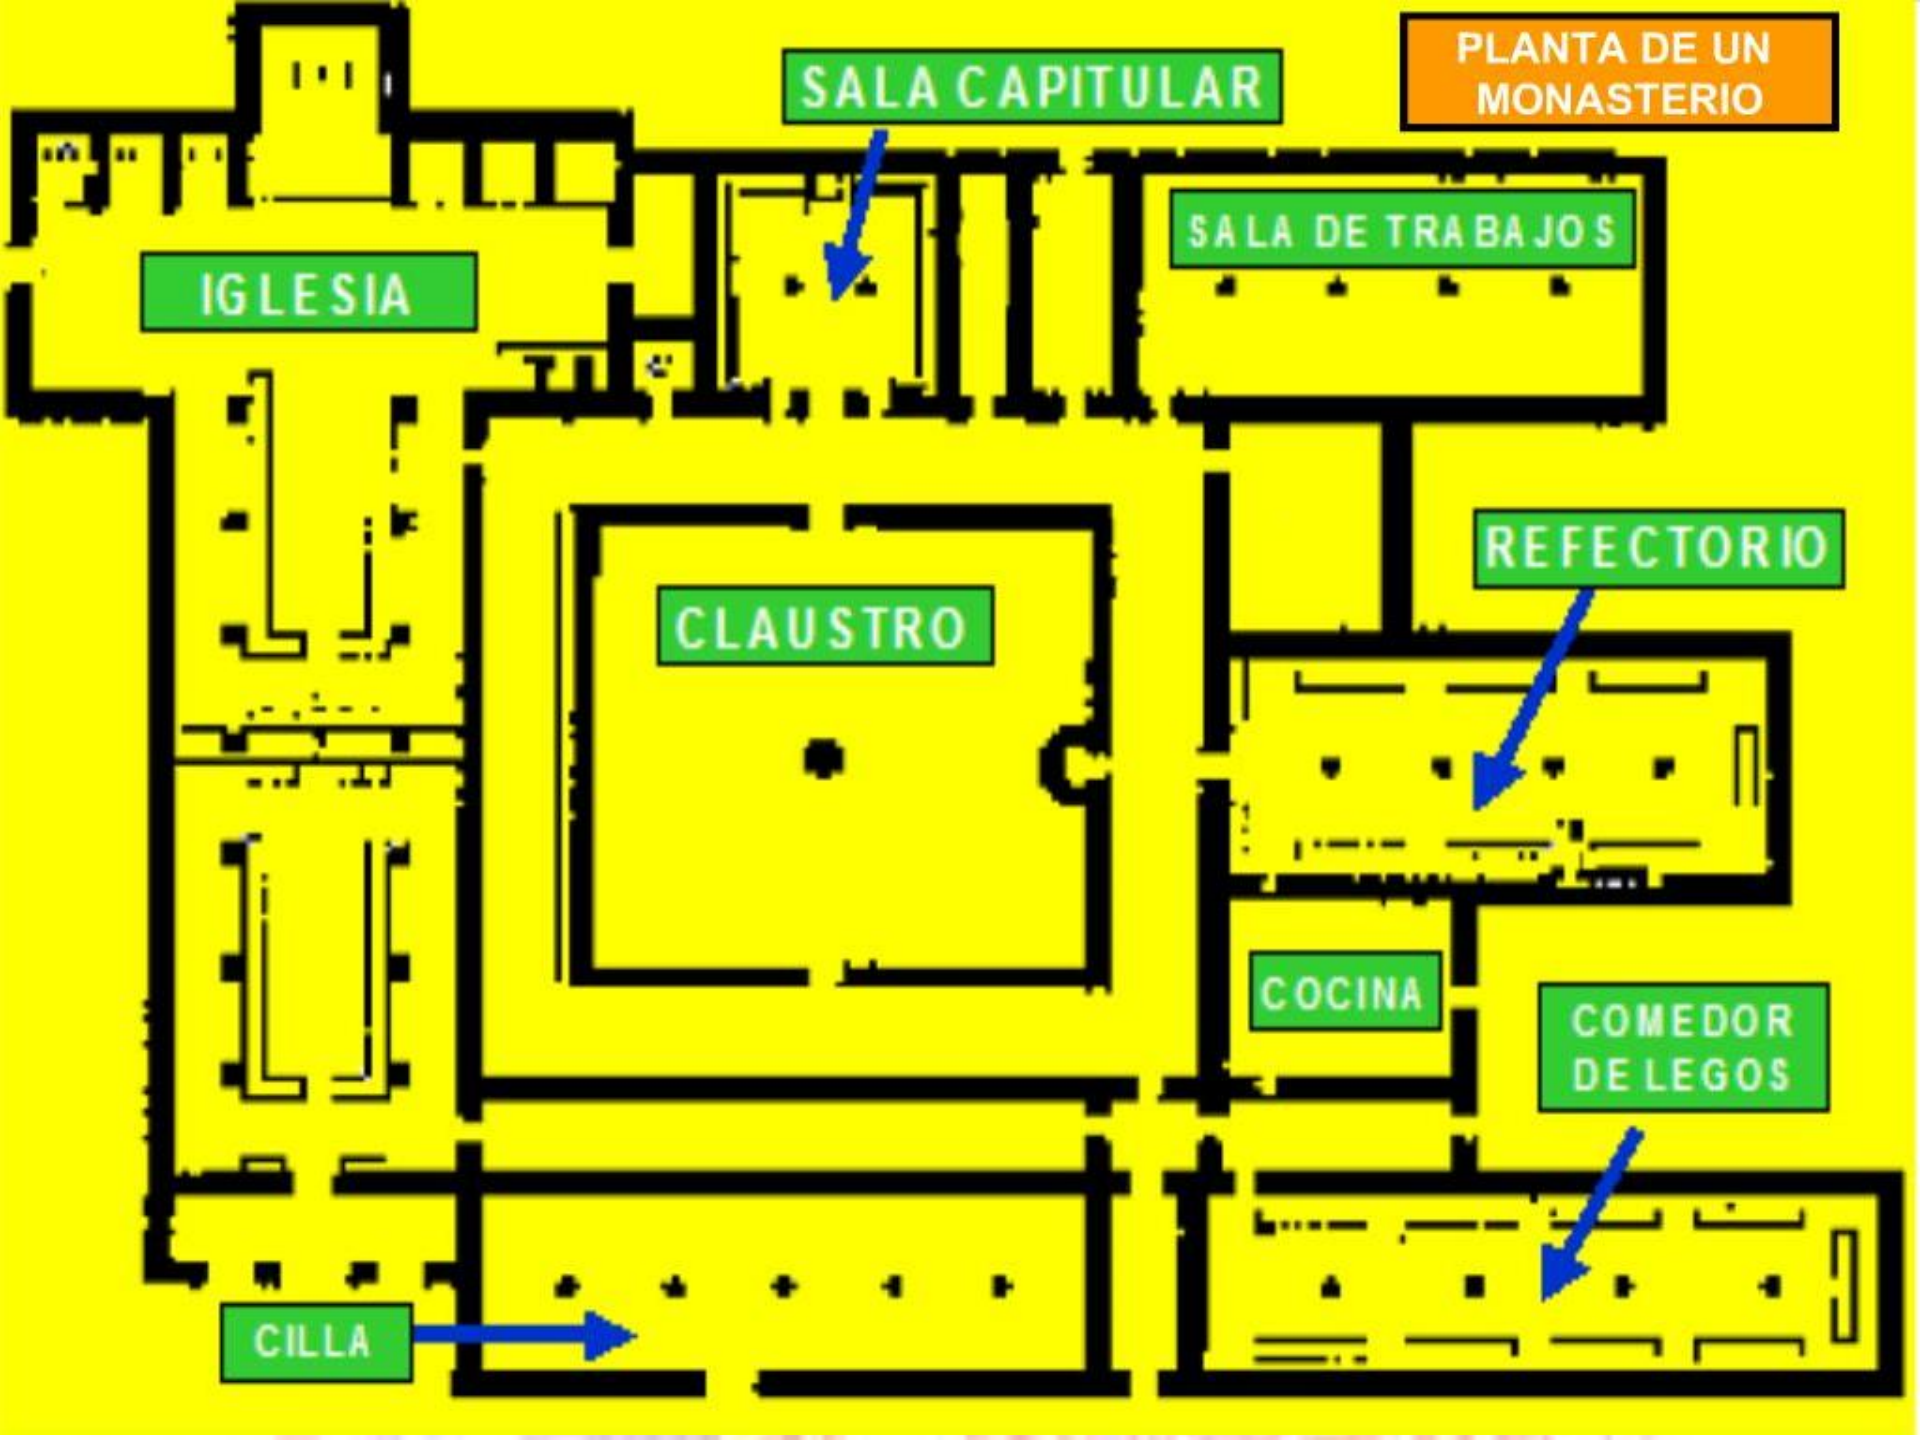 PLANTA DE UN
MONASTERIO
SALA CAPITULAR
SALA DE TRABAJOS
IGLESIA
REFECTORIO
CLAUSTRO
COCINA
COMEDOR
DE LEGOS
CILLA